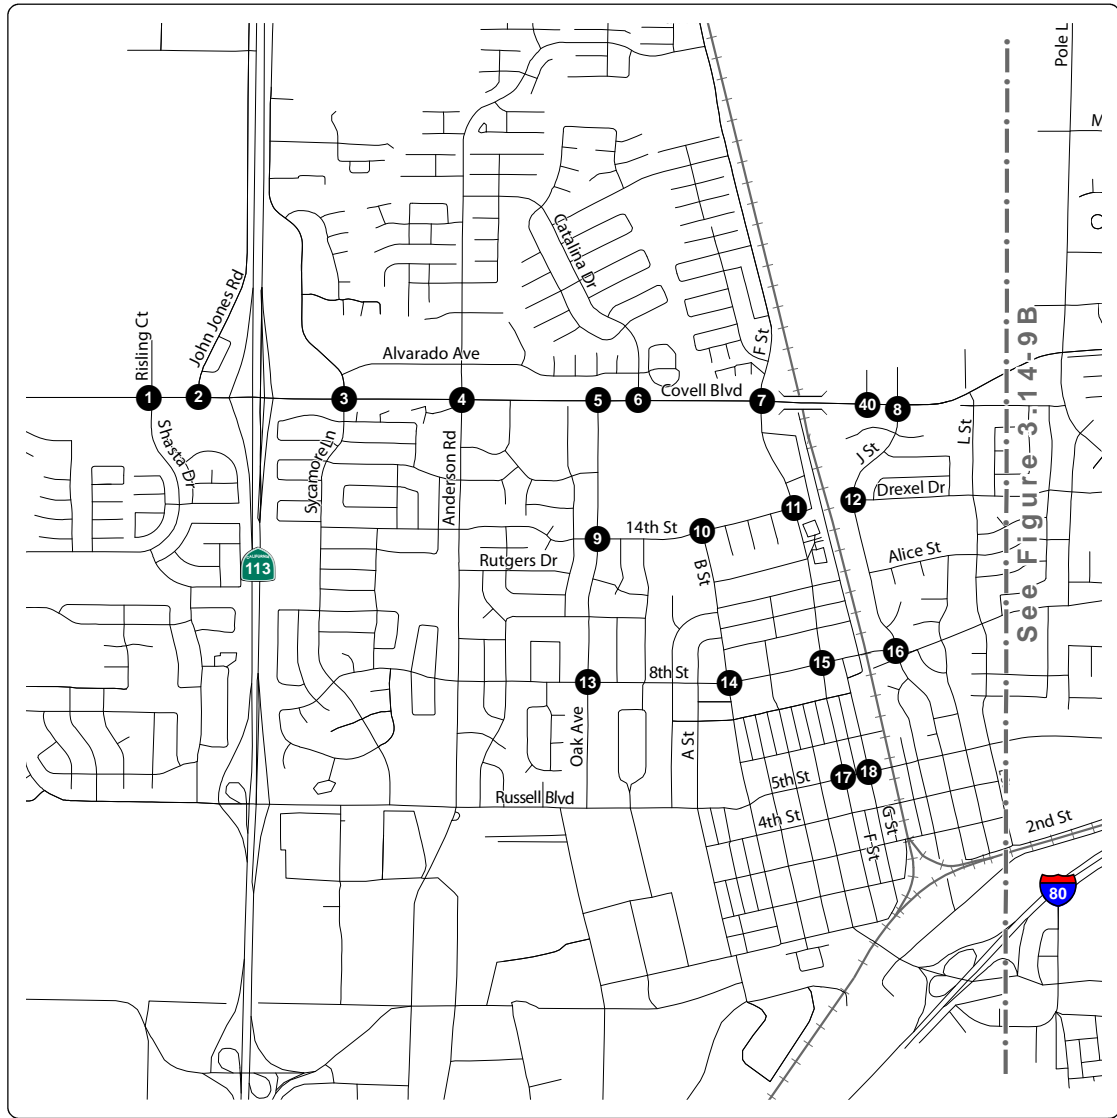 Pole L
M
Catalina Dr
John Jones Rd
Risling Ct
F St
See Figure 3.14-9B
Alvarado Ave
Covell Blvd
1
2
3
4
5
6
7
40
8
Shasta Dr
Sycamore Ln
Anderson Rd
J St
L St
Drexel Dr
12
11
14th St
10
9
B St
Rutgers Dr
Alice St
CALIFORNIA
113
16
15
8th St
13
14
Oak Ave
A St
5th St
17
18
Russell Blvd
4th St
G St
F St
2nd St
80